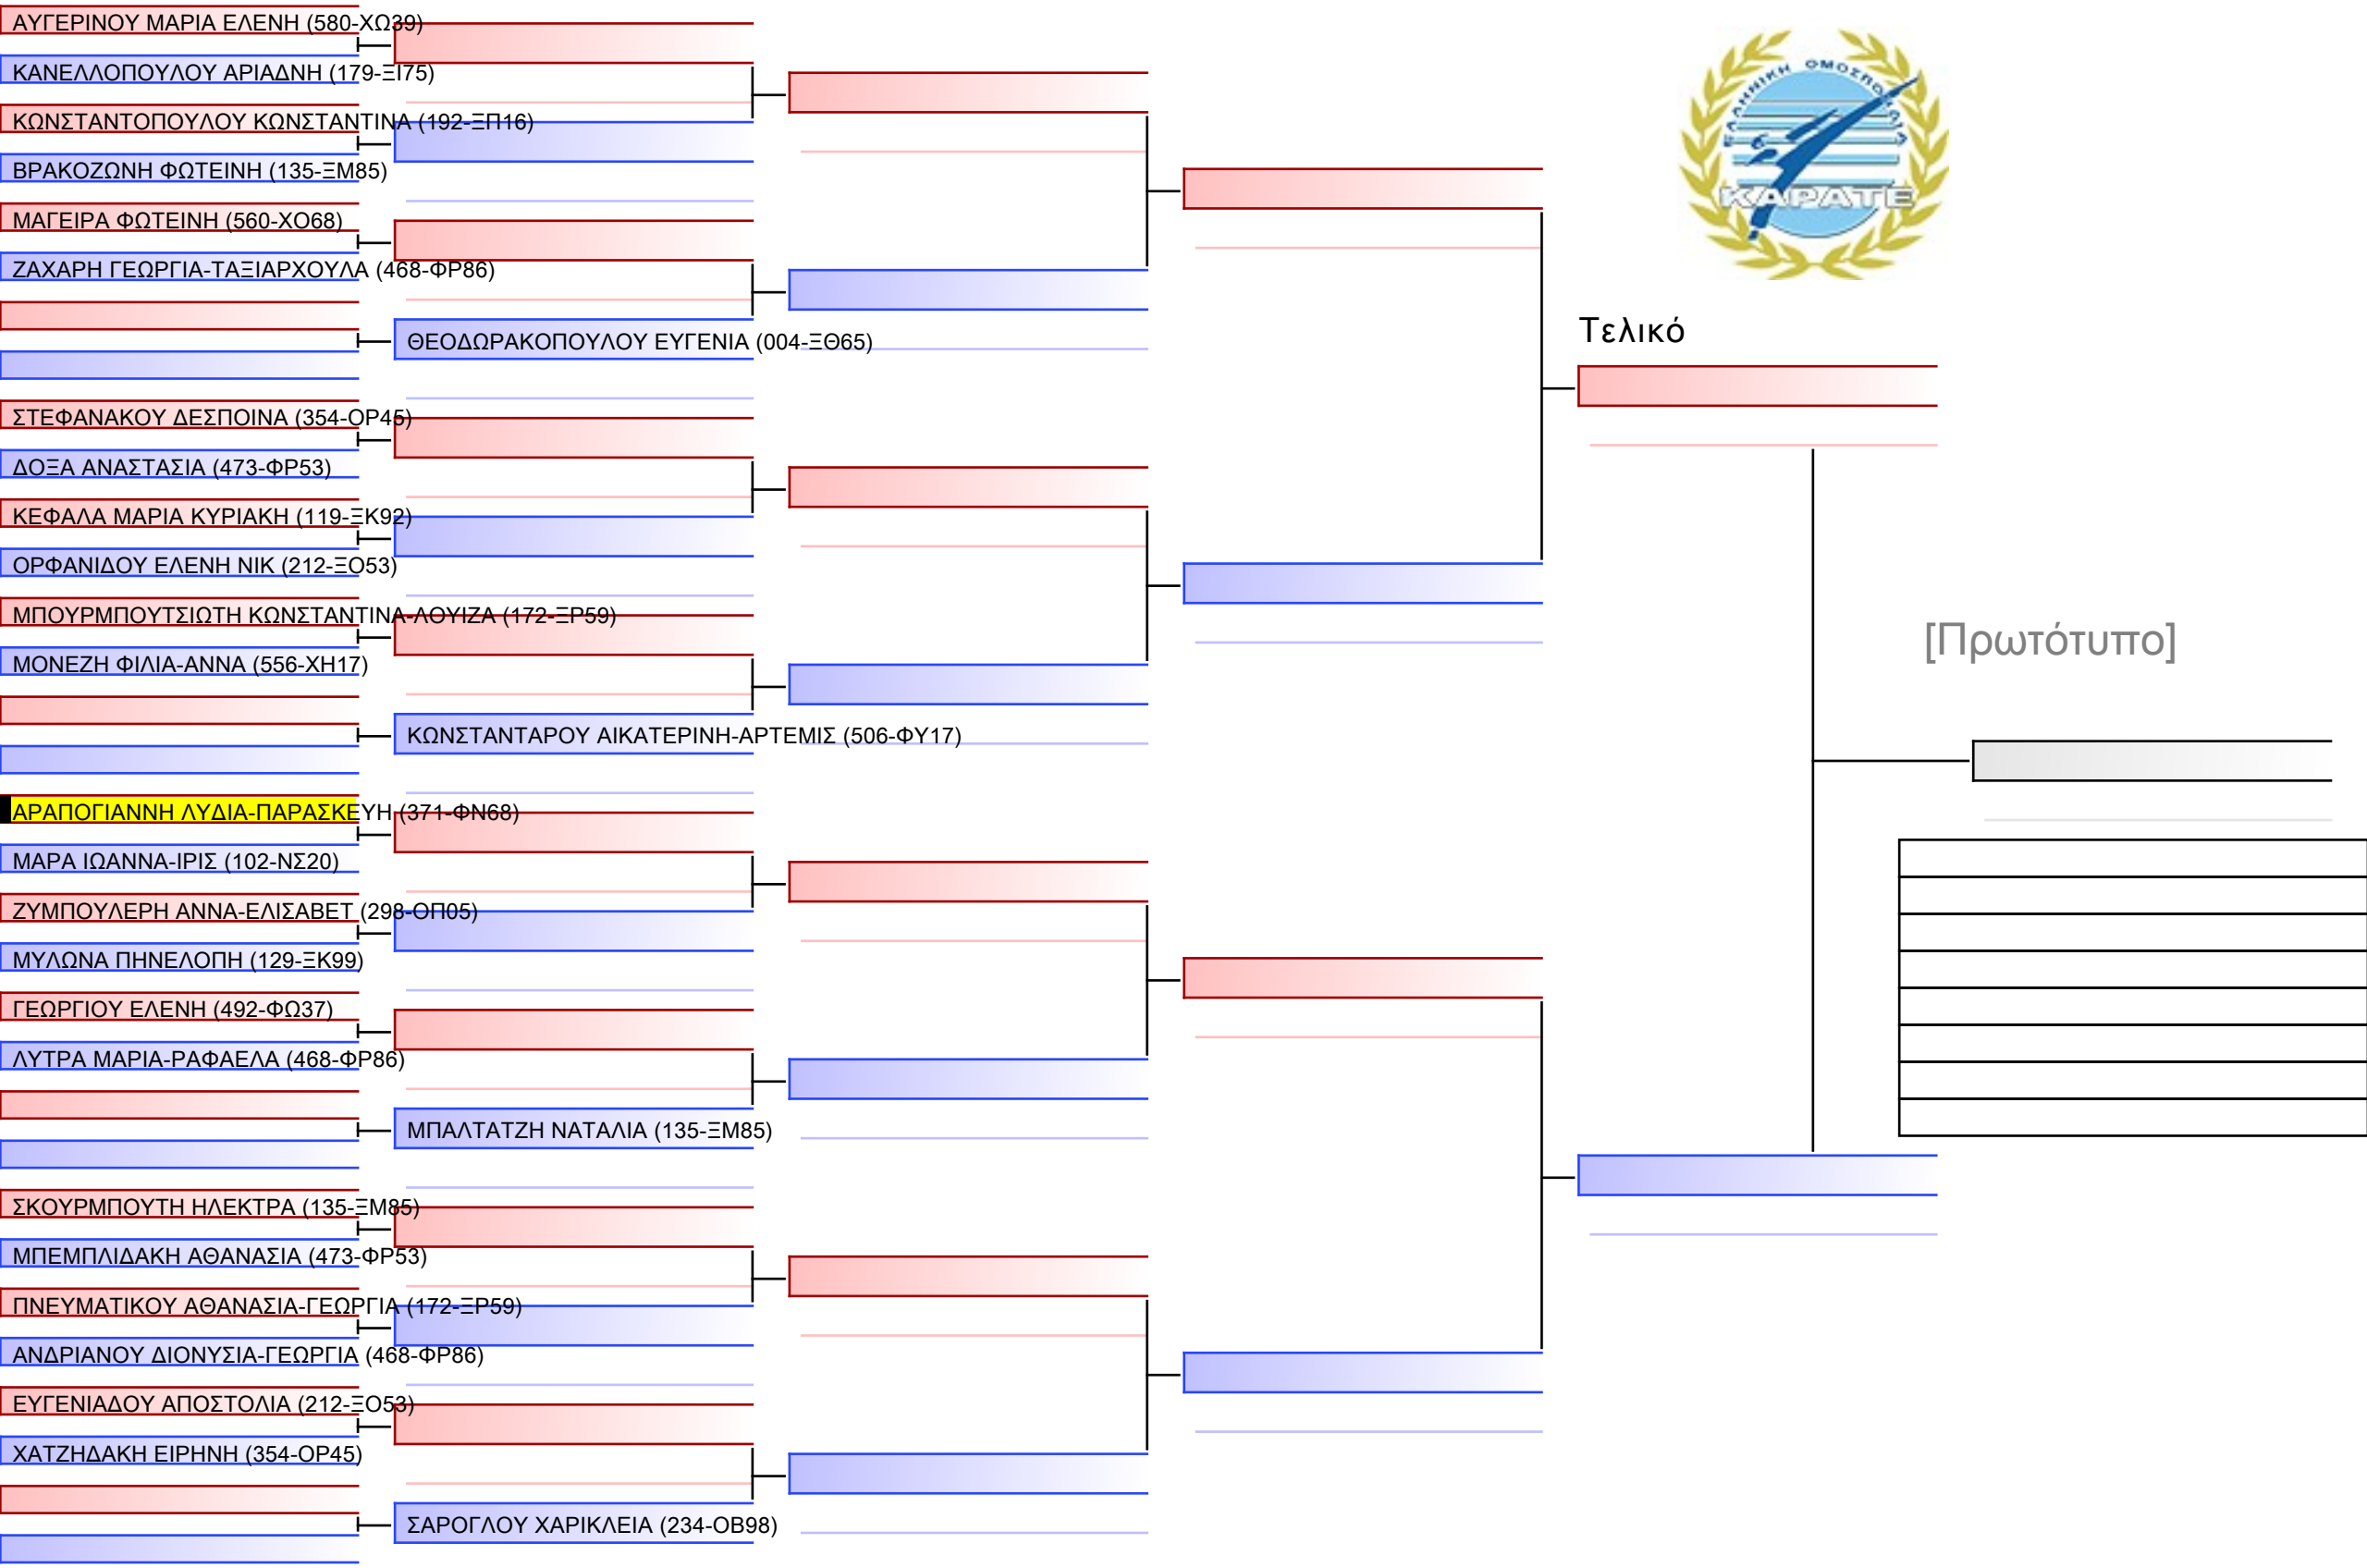 ΑΥΓΕΡΙΝΟΥ ΜΑΡΙΑ ΕΛΕΝΗ (580-ΧΩ39)
ΚΑΝΕΛΛΟΠΟΥΛΟΥ ΑΡΙΑΔΝΗ (179-ΞΙ75)
ΚΩΝΣΤΑΝΤΟΠΟΥΛΟΥ ΚΩΝΣΤΑΝΤΙΝΑ (192-ΞΠ16)
ΒΡΑΚΟΖΩΝΗ ΦΩΤΕΙΝΗ (135-ΞΜ85)
ΜΑΓΕΙΡΑ ΦΩΤΕΙΝΗ (560-ΧΟ68)
ΖΑΧΑΡΗ ΓΕΩΡΓΙΑ-ΤΑΞΙΑΡΧΟΥΛΑ (468-ΦΡ86)
ΘΕΟΔΩΡΑΚΟΠΟΥΛΟΥ ΕΥΓΕΝΙΑ (004-ΞΘ65)
ΣΤΕΦΑΝΑΚΟΥ ΔΕΣΠΟΙΝΑ (354-ΟΡ45)
ΔΟΞΑ ΑΝΑΣΤΑΣΙΑ (473-ΦΡ53)
ΚΕΦΑΛΑ ΜΑΡΙΑ ΚΥΡΙΑΚΗ (119-ΞΚ92)
ΟΡΦΑΝΙΔΟΥ ΕΛΕΝΗ ΝΙΚ (212-ΞΟ53)
ΜΠΟΥΡΜΠΟΥΤΣΙΩΤΗ ΚΩΝΣΤΑΝΤΙΝΑ-ΛΟΥΙΖΑ (172-ΞΡ59)
ΜΟΝΕΖΗ ΦΙΛΙΑ-ΑΝΝΑ (556-ΧΗ17)
ΚΩΝΣΤΑΝΤΑΡΟΥ ΑΙΚΑΤΕΡΙΝΗ-ΑΡΤΕΜΙΣ (506-ΦΥ17)
ΑΡΑΠΟΓΙΑΝΝΗ ΛΥΔΙΑ-ΠΑΡΑΣΚΕΥΗ (371-ΦΝ68)
ΜΑΡΑ ΙΩΑΝΝΑ-ΙΡΙΣ (102-ΝΣ20)
ΖΥΜΠΟΥΛΕΡΗ ΑΝΝΑ-ΕΛΙΣΑΒΕΤ (298-ΟΠ05)
ΜΥΛΩΝΑ ΠΗΝΕΛΟΠΗ (129-ΞΚ99)
ΓΕΩΡΓΙΟΥ ΕΛΕΝΗ (492-ΦΩ37)
ΛΥΤΡΑ ΜΑΡΙΑ-ΡΑΦΑΕΛΑ (468-ΦΡ86)
ΜΠΑΛΤΑΤΖΗ ΝΑΤΑΛΙΑ (135-ΞΜ85)
ΣΚΟΥΡΜΠΟΥΤΗ ΗΛΕΚΤΡΑ (135-ΞΜ85)
ΜΠΕΜΠΛΙΔΑΚΗ ΑΘΑΝΑΣΙΑ (473-ΦΡ53)
ΠΝΕΥΜΑΤΙΚΟΥ ΑΘΑΝΑΣΙΑ-ΓΕΩΡΓΙΑ (172-ΞΡ59)
ΑΝΔΡΙΑΝΟΥ ΔΙΟΝΥΣΙΑ-ΓΕΩΡΓΙΑ (468-ΦΡ86)
ΕΥΓΕΝΙΑΔΟΥ ΑΠΟΣΤΟΛΙΑ (212-ΞΟ53)
ΧΑΤΖΗΔΑΚΗ ΕΙΡΗΝΗ (354-ΟΡ45)
ΣΑΡΟΓΛΟΥ ΧΑΡΙΚΛΕΙΑ (234-ΟΒ98)
ΕΛΛΗΝΙΚΗ ΟΜΟΣΠΟΝΔΙΑ
ΚΑΡΑΤΕ
Τελικό
[Πρωτότυπο]